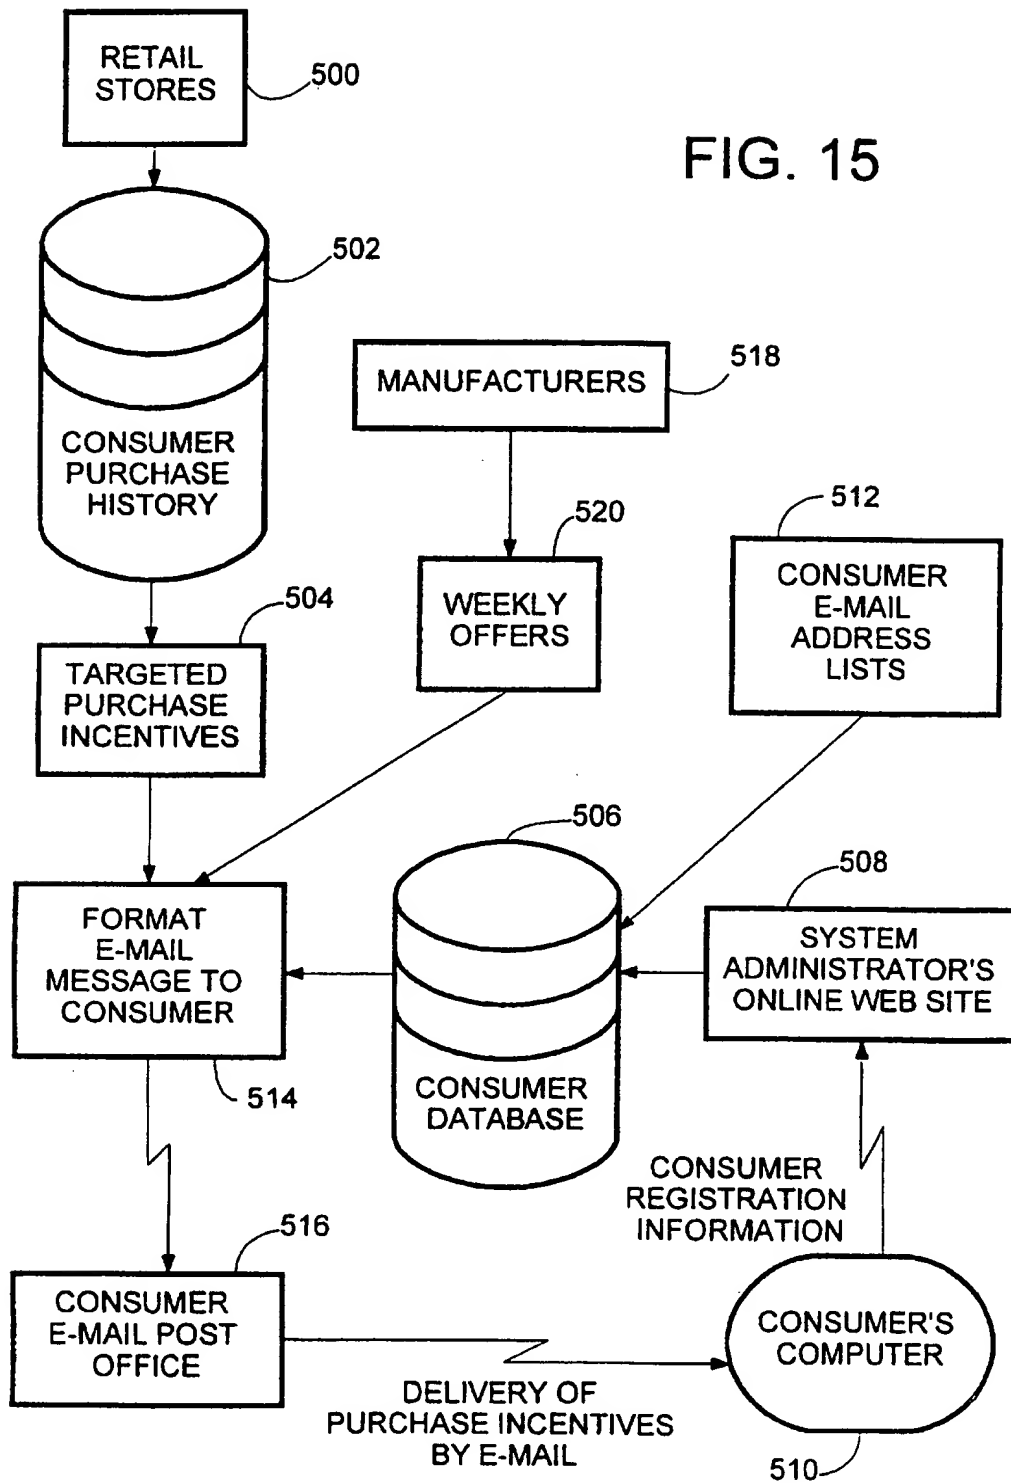 RETAIL
STORES
500
FIG. 15
502
CONSUMER
PURCHASE
HISTORY
MANUFACTURERS
518
520
WEEKLY
OFFERS
512
CONSUMER
E-MAIL
ADDRESS
LISTS
504
TARGETED
PURCHASE
INCENTIVES
506
CONSUMER
DATABASE
508
SYSTEM
ADMINISTRATOR'S
ONLINE WEB SITE
FORMAT
E-MAIL
MESSAGE TO
CONSUMER
514
CONSUMER
REGISTRATION
INFORMATION
516
CONSUMER
E-MAIL POST
OFFICE
CONSUMER'S
COMPUTER
DELIVERY OF
PURCHASE INCENTIVES
BY E-MAIL
510